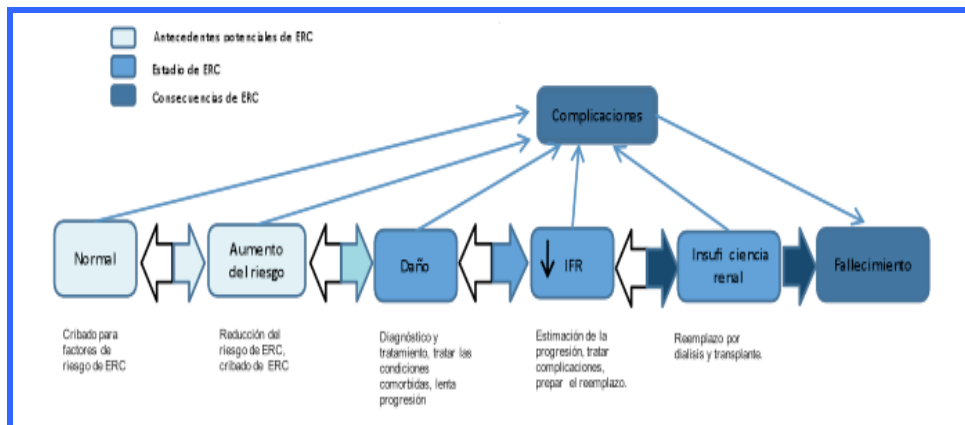 Antecedentes potenciales de ERC
Estadio de ERC
Consecuencias de ERC
Complicaciones
Normal
Aumento
del riesgo
Daño
↓ IFR
Insufi ciencia
renal
Fallecimiento
Cribado para
factores de
riesgo de ERC
Reducción del
riesgo de ERC,
cribado de ERC
Diagnóstico y
tratamiento, tratar las
condiciones
comorbidas, lenta
progresión
Estimación de la
progresión, tratar
complicaciones,
prepar el reemplazo.
Reemplazo por
dialisis y transplante.